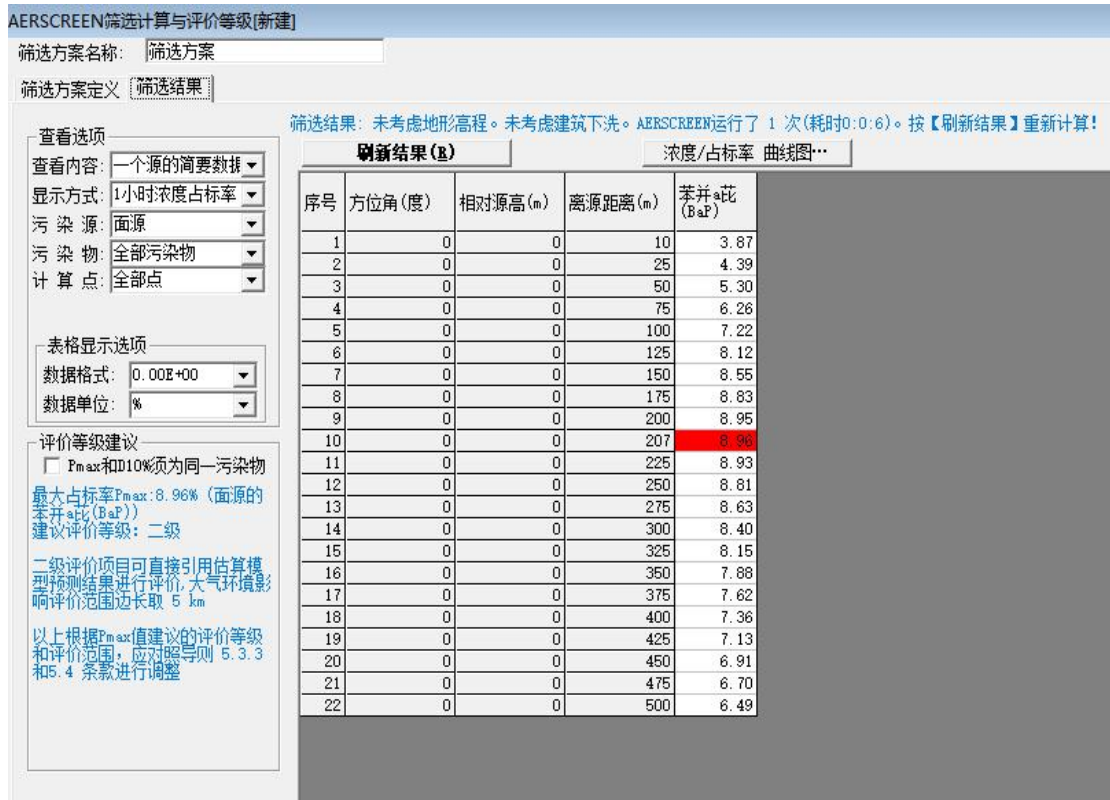 AERSCREEN筛选计算与评价等级[新建]
筛选方案名称: 筛选方案
筛选方案定义 筛选结果
筛选结果: 未考虑地形高程。未考虑建筑下洗。AERSCREEN运行了 1 次(耗时0:0:6)。按【刷新结果】重新计算!
刷新结果(R) 浓度/占标率 曲线图…
查看选项
查看内容: 一个源的简要数据
显示方式: 1小时浓度占标率
污 染 源: 面源
污 染 物: 全部污染物
计 算 点: 全部点
表格显示选项
数据格式: 0.00E+00
数据单位: %
评价等级建议
Pmax和D10%须为同一污染物
最大占标率Pmax:8.96% (面源的
苯并a芘(BaP))
建议评价等级: 二级
二级评价项目可直接引用估算模
型预测结果进行评价,大气环境影
响评价范围边长取 5 km
以上根据Pmax值建议的评价等级
和评价范围，应对照导则 5.3.3
和5.4 条款进行调整
序号 方位角(度) 相对源高(m) 离源距离(m) 苯并a芘
(BaP)
1 0 0 10 3.87
2 0 0 25 4.39
3 0 0 50 5.30
4 0 0 75 6.26
5 0 0 100 7.22
6 0 0 125 8.12
7 0 0 150 8.55
8 0 0 175 8.83
9 0 0 200 8.95
10 0 0 207 8.96
11 0 0 225 8.93
12 0 0 250 8.81
13 0 0 275 8.63
14 0 0 300 8.40
15 0 0 325 8.15
16 0 0 350 7.88
17 0 0 375 7.62
18 0 0 400 7.36
19 0 0 425 7.13
20 0 0 450 6.91
21 0 0 475 6.70
22 0 0 500 6.49